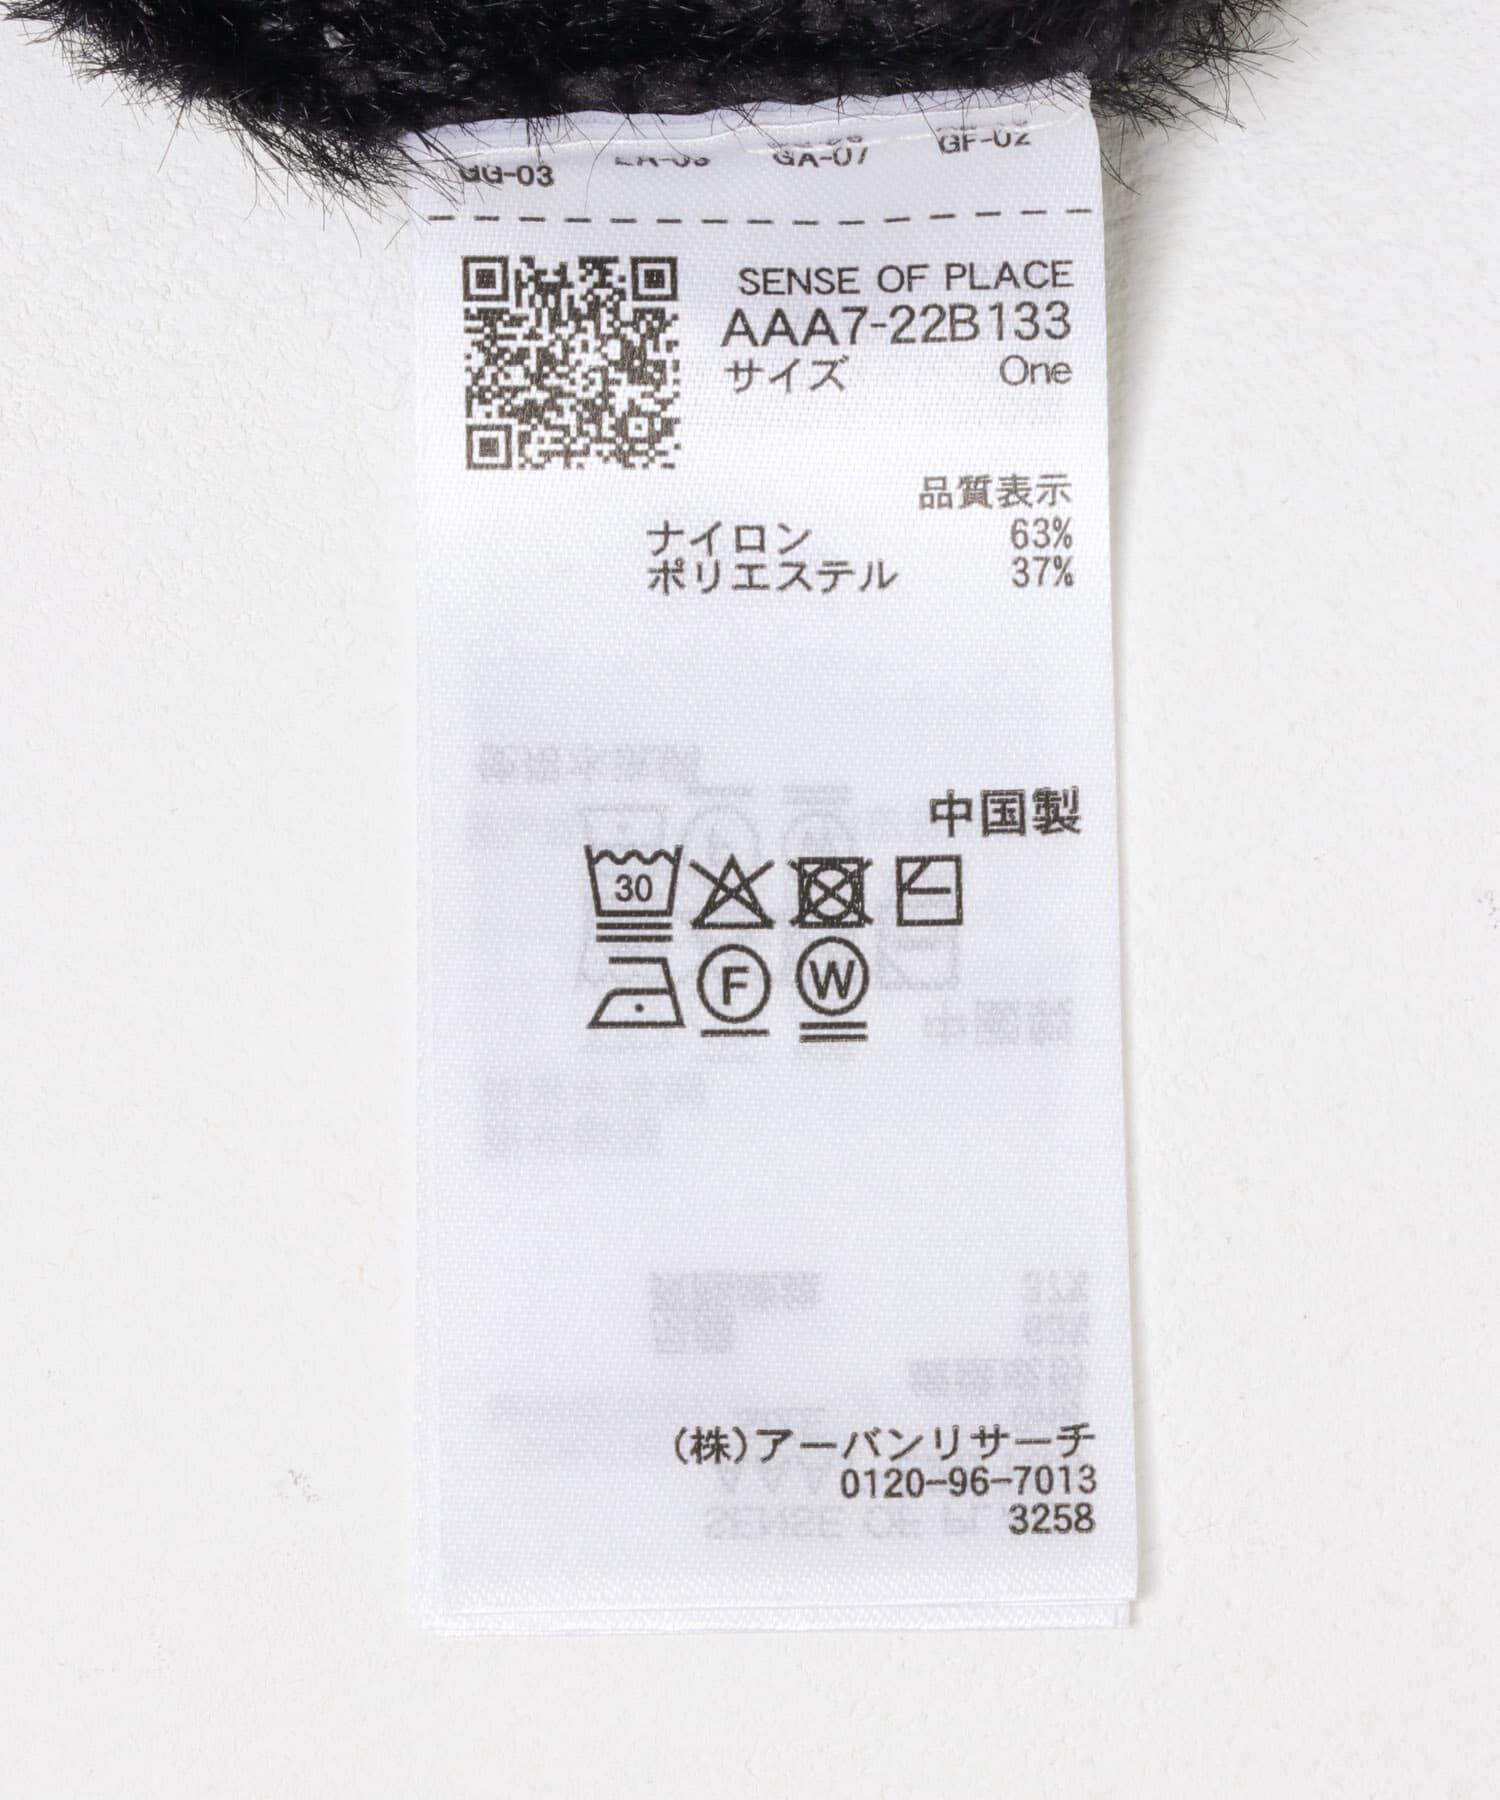 GG-03 GA-07 GF-02
SENSE OF PLACE
AAA7-22B133
サイズ One
品質表示
ナイロン 63%
ポリエステル 37%
中国製
30
F W
(株)アーバンリサーチ
0120-96-7013
3258